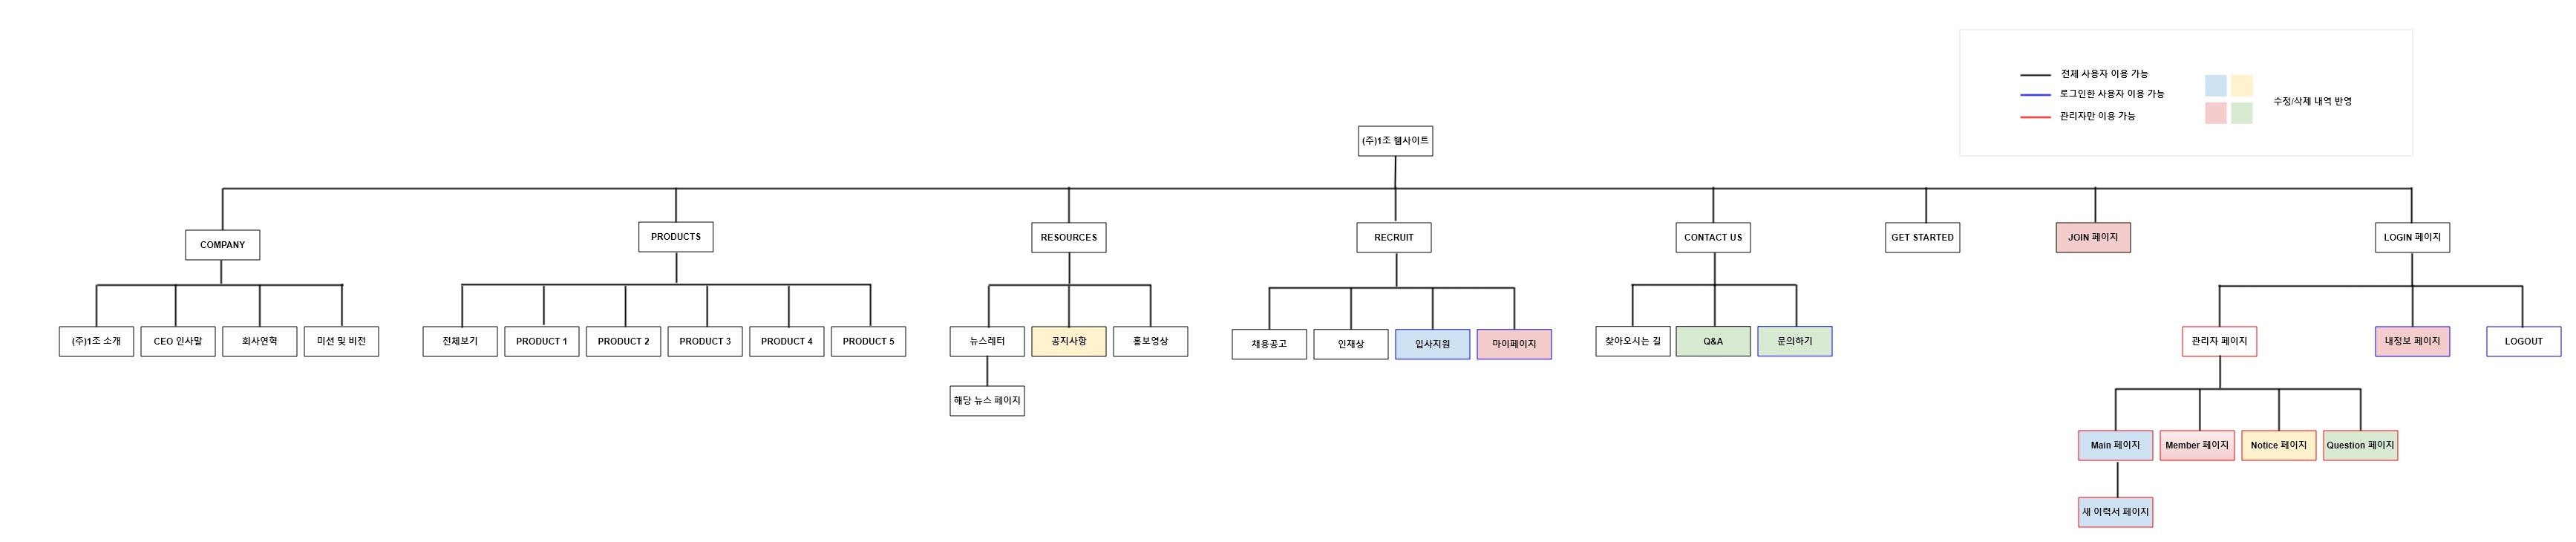 전체 사용자 이용 가능
로그인한 사용자 이용 가능
관리자만 이용 가능
수정/삭제 내역 반영
(주)1조 웹사이트
COMPANY
PRODUCTS
RESOURCES
RECRUIT
CONTACT US
GET STARTED
JOIN 페이지
LOGIN 페이지
(주)1조 소개
CEO 인사말
회사연혁
미션 및 비전
전체보기
PRODUCT 1
PRODUCT 2
PRODUCT 3
PRODUCT 4
PRODUCT 5
뉴스레터
공지사항
홍보영상
채용공고
인재상
입사지원
마이페이지
찾아오시는 길
Q&A
문의하기
관리자 페이지
내정보 페이지
LOGOUT
해당 뉴스 페이지
Main 페이지
Member 페이지
Notice 페이지
Question 페이지
새 이력서 페이지